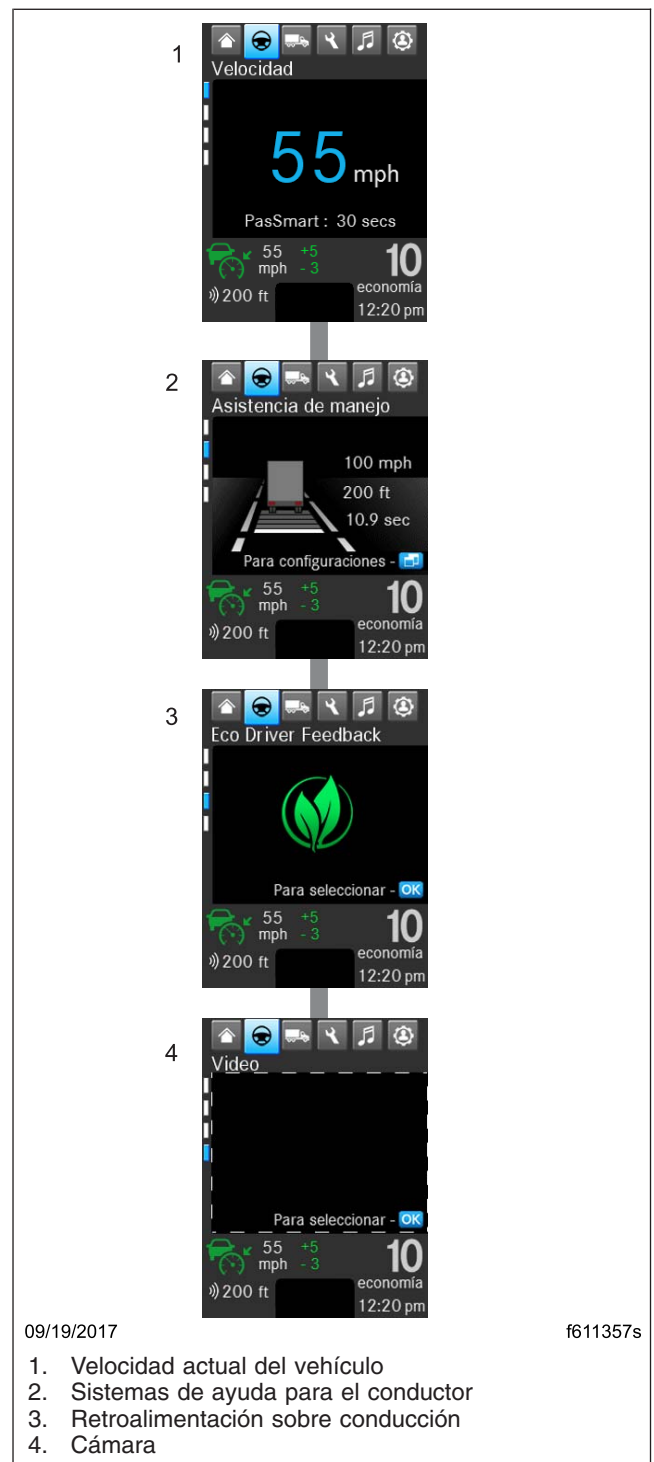 1
Velocidad
55 mph
PasSmart : 30 secs
55 +5 10
mph - 3
economía
200 ft
12:20 pm
2
Asistencia de manejo
100 mph
200 ft
10.9 sec
Para configuraciones -
55 +5 10
mph - 3
economía
200 ft
12:20 pm
3
Eco Driver Feedback
Para seleccionar - OK
55 +5 10
mph - 3
economía
200 ft
12:20 pm
4
Video
Para seleccionar - OK
55 +5 10
mph - 3
economía
200 ft
12:20 pm
09/19/2017 f611357s
1. Velocidad actual del vehículo
2. Sistemas de ayuda para el conductor
3. Retroalimentación sobre conducción
4. Cámara